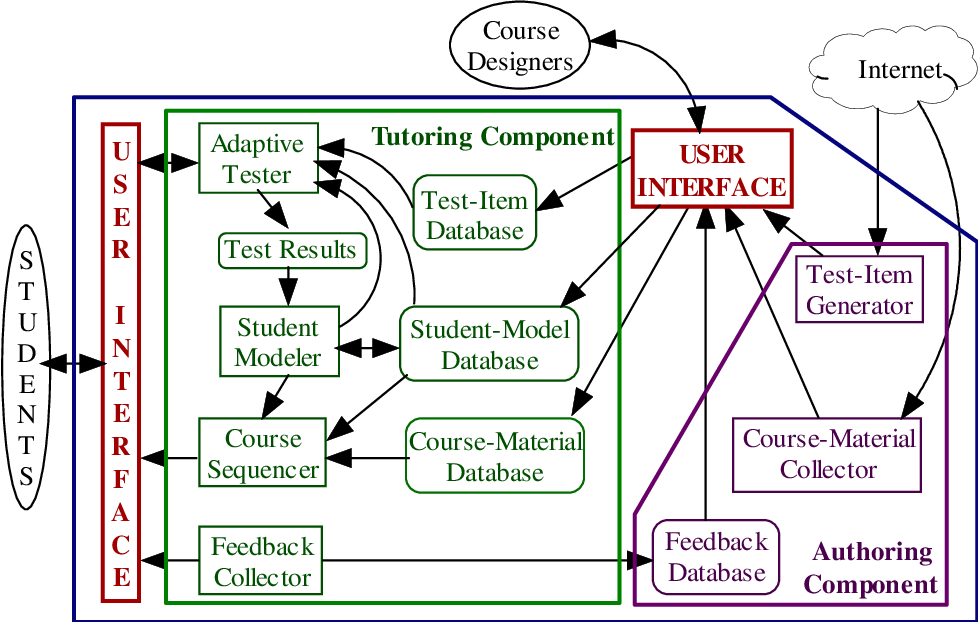 Course
Designers
Internet
Tutoring Component
USER
INTERFACE
Adaptive
Tester
Test-Item
Database
Test Results
Student
Modeler
Student-Model
Database
Course
Sequencer
Course-Material
Database
Feedback
Collector
Test-Item
Generator
Course-Material
Collector
Feedback
Database
Authoring
Component
USER INTERFACE
STUDENTS